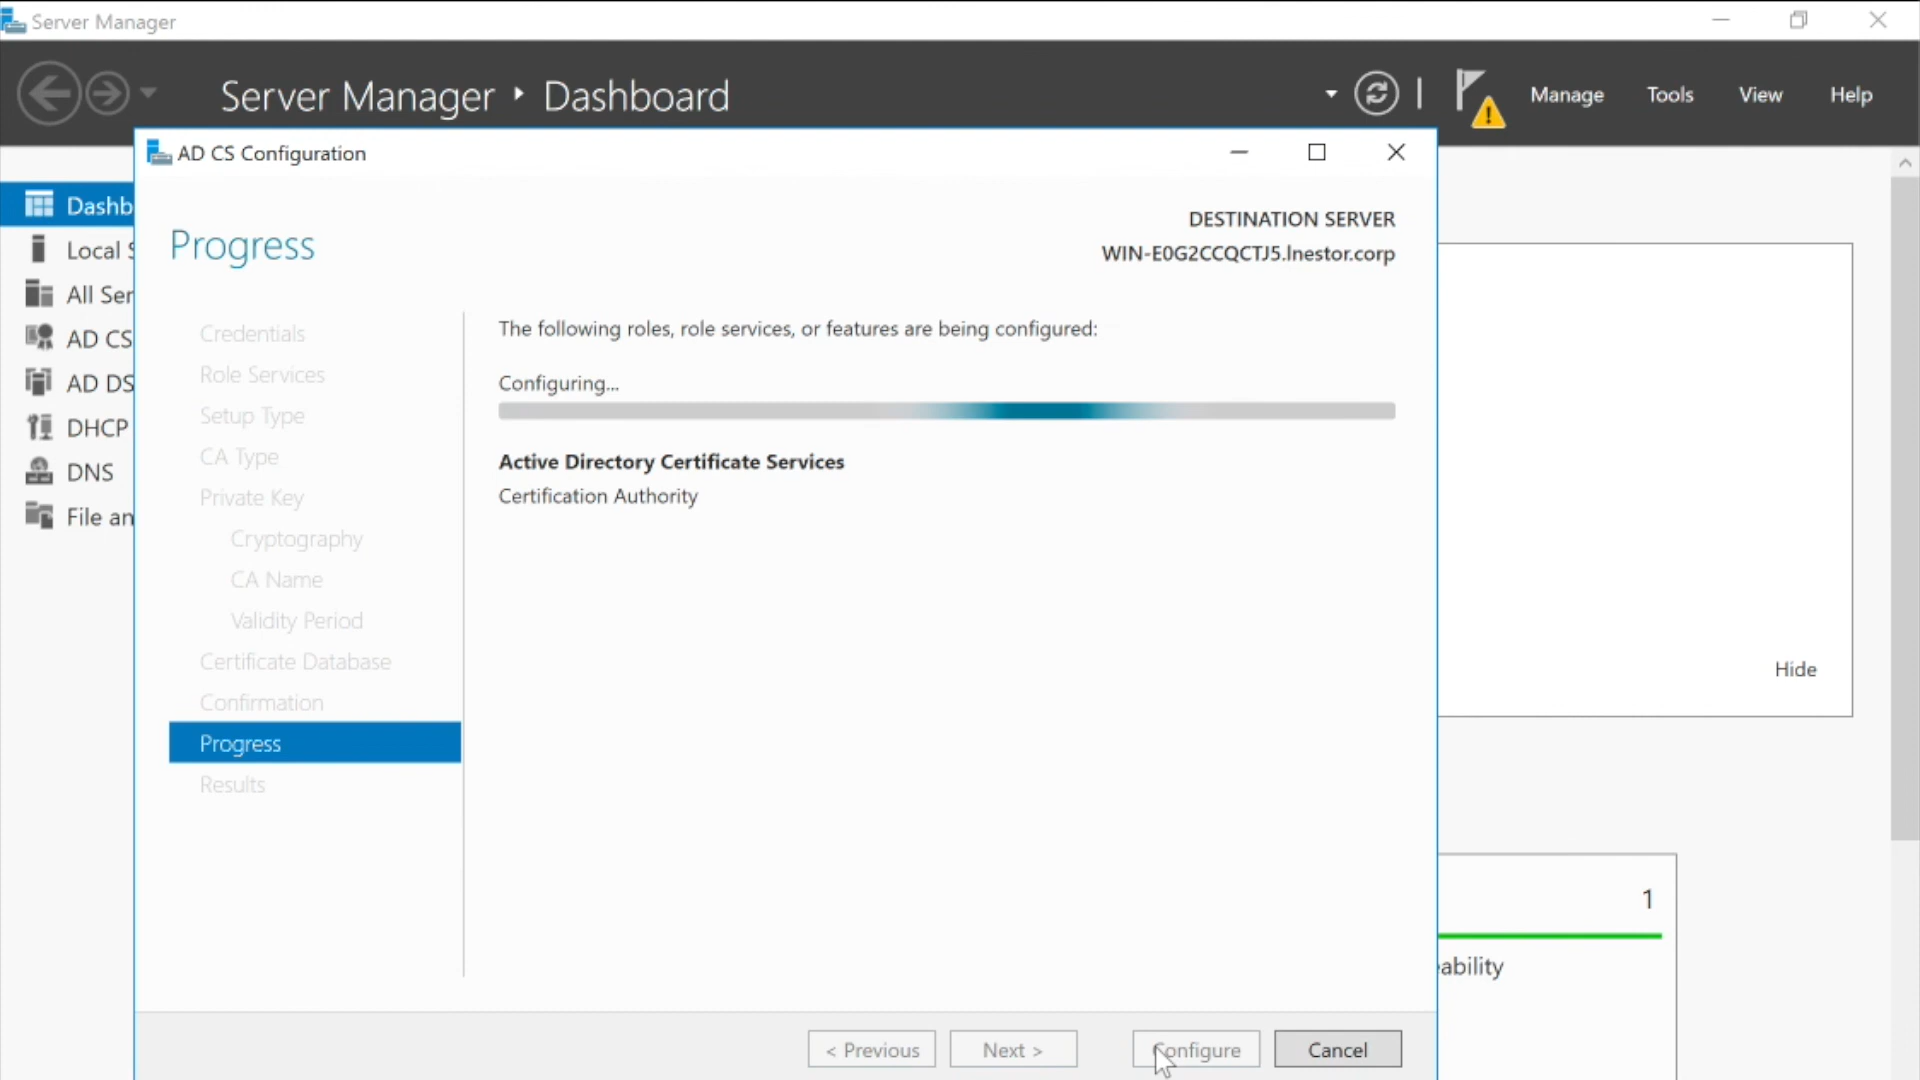 Server Manager
Server Manager ‣ Dashboard
Manage
Tools
View
Help
AD CS Configuration
Dashb
Local S
All Ser
AD CS
AD DS
DHCP
DNS
File an
Progress
DESTINATION SERVER
WIN-E0G2CCQCTJ5.lnestor.corp
Credentials
Role Services
Setup Type
CA Type
Private Key
Cryptography
CA Name
Validity Period
Certificate Database
Confirmation
Progress
Results
The following roles, role services, or features are being configured:
Configuring...
Active Directory Certificate Services
Certification Authority
Hide
1
ability
< Previous
Next >
Configure
Cancel